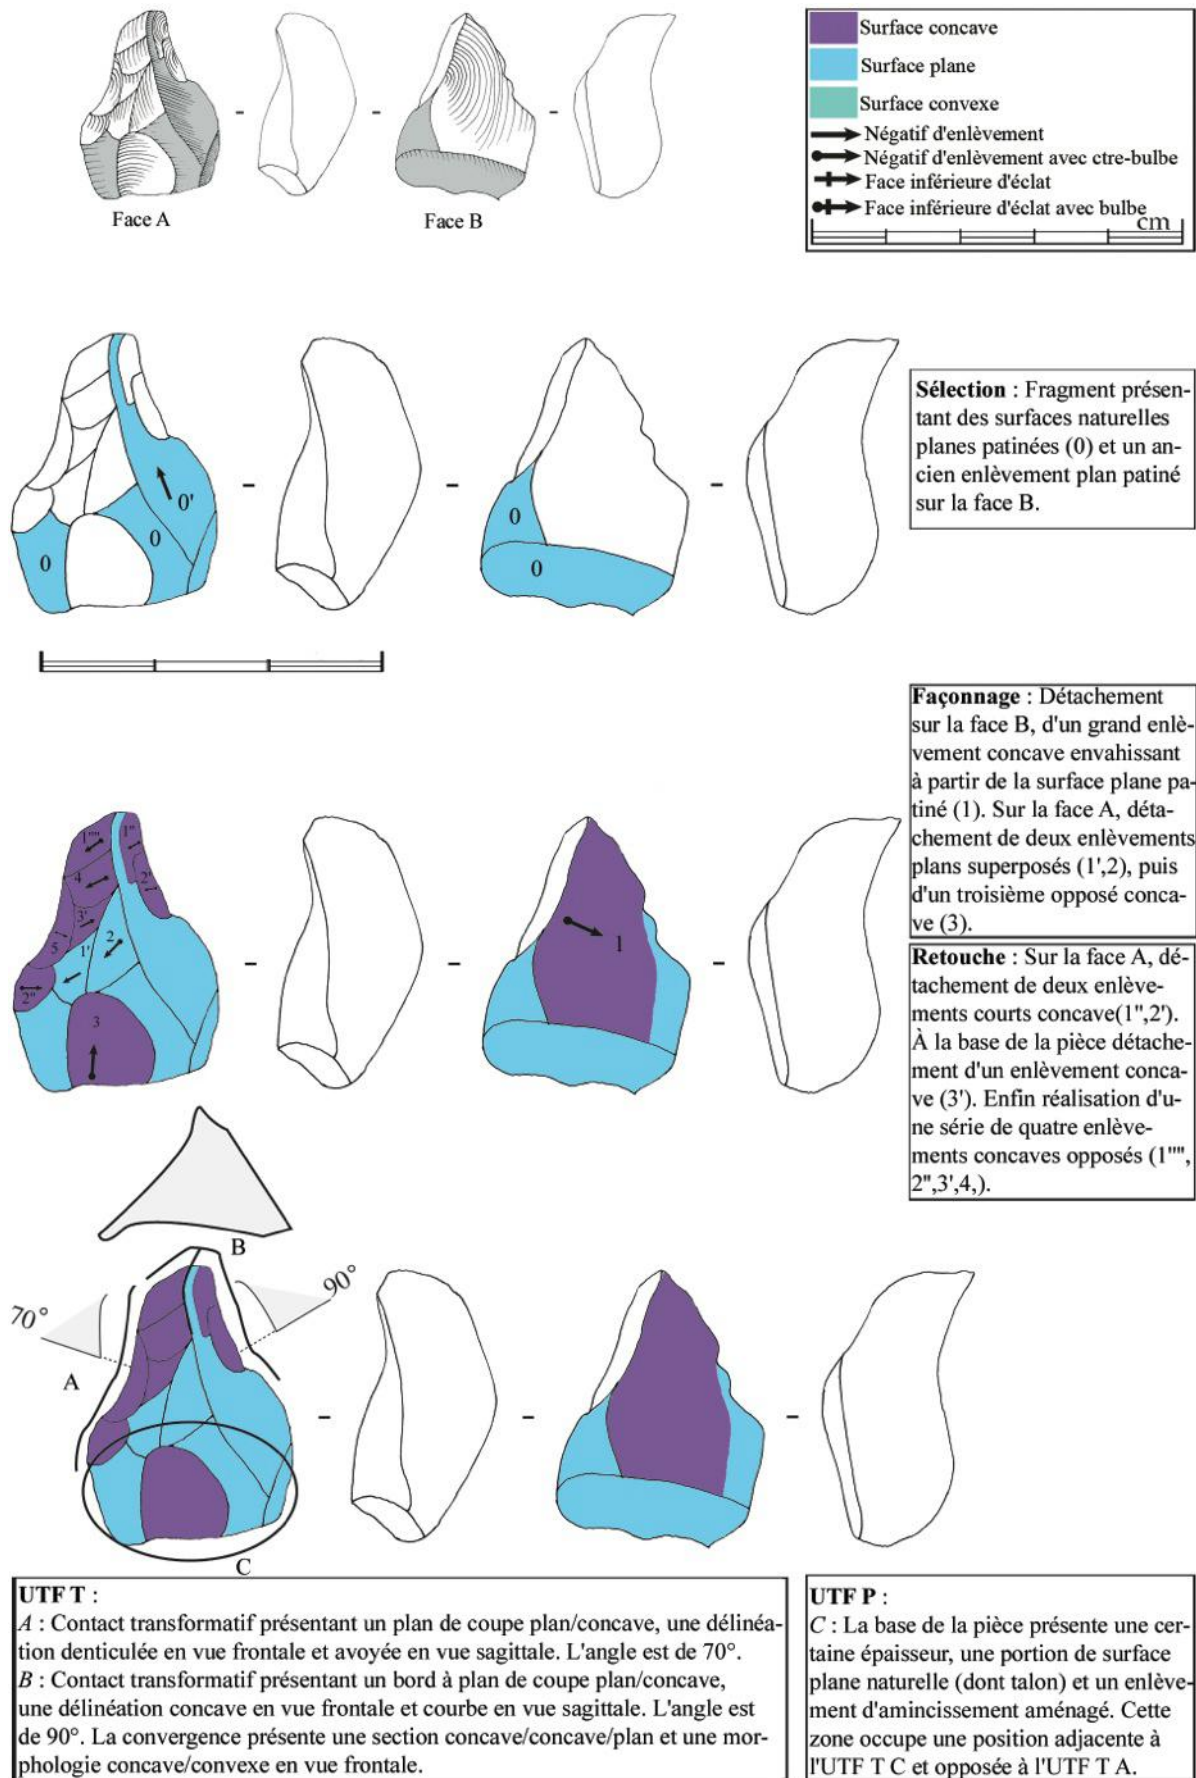 Surface concave
Surface plane
Surface convexe
Négatif d'enlèvement
Négatif d'enlèvement avec ctre-bulbe
Face inférieure d'éclat
Face inférieure d'éclat avec bulbe
cm
Face A
Face B
0'
0
0
0
0
Sélection : Fragment présen-
tant des surfaces naturelles
planes patinées (0) et un an-
cien enlèvement plan patiné
sur la face B.
Façonnage : Détachement
sur la face B, d'un grand enlè-
vement concave envahissant
à partir de la surface plane pa-
tiné (1). Sur la face A, déta-
chement de deux enlèvements
plans superposés (1',2), puis
d'un troisième opposé conca-
ve (3).
1''''
1''
4
2'
3'
5
2
1'
2''
3
1
Retouche : Sur la face A, dé-
tachement de deux enlève-
ments courts concave(1'',2').
À la base de la pièce détache-
ment d'un enlèvement conca-
ve (3'). Enfin réalisation d'u-
ne série de quatre enlève-
ments concaves opposés (1'''',
2'',3',4,).
B
70°
90°
A
C
UTF T :
A : Contact transformatif présentant un plan de coupe plan/concave, une délinéa-
tion denticulée en vue frontale et avoyée en vue sagittale. L'angle est de 70°.
B : Contact transformatif présentant un bord à plan de coupe plan/concave,
une délinéation concave en vue frontale et courbe en vue sagittale. L'angle est
de 90°. La convergence présente une section concave/concave/plan et une mor-
phologie concave/convexe en vue frontale.
UTF P :
C : La base de la pièce présente une cer-
taine épaisseur, une portion de surface
plane naturelle (dont talon) et un enlève-
ment d'amincissement aménagé. Cette
zone occupe une position adjacente à
l'UTF T C et opposée à l'UTF T A.